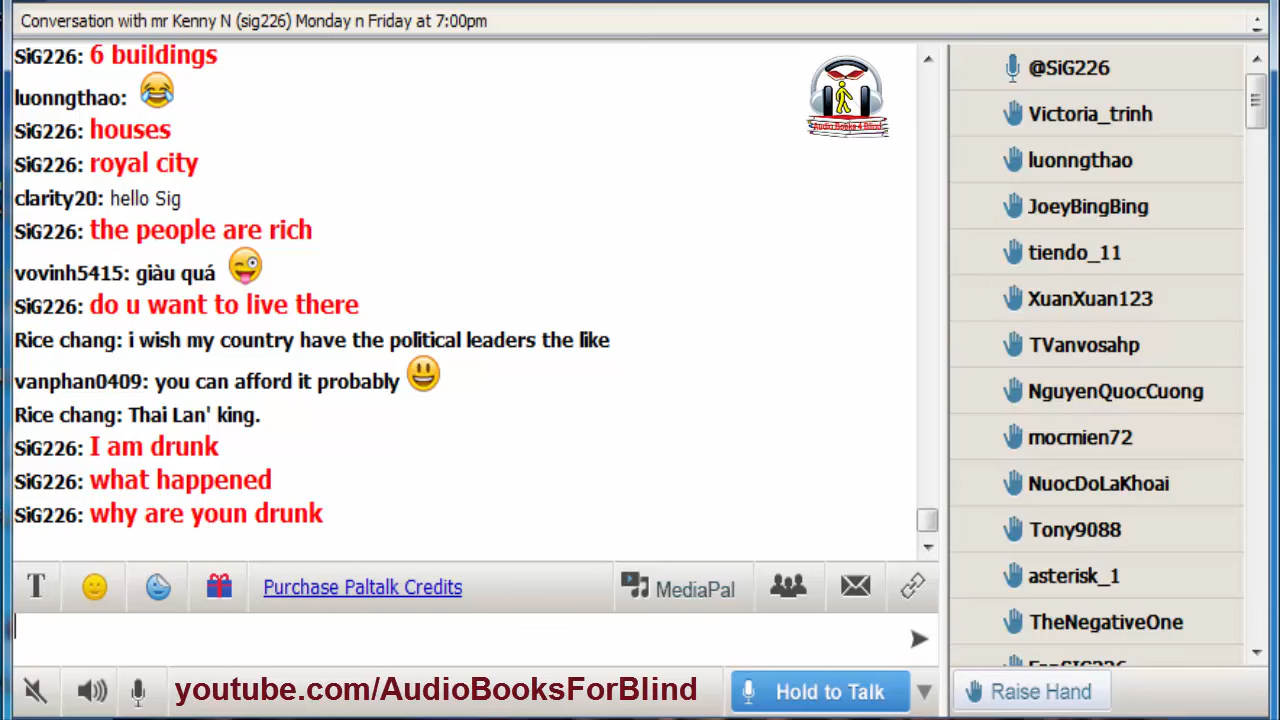 Conversation with mr Kenny N (sig226) Monday n Friday at 7:00pm
SiG226: 6 buildings
luonngthao:
SiG226: houses
SiG226: royal city
clarity20: hello Sig
SiG226: the people are rich
vovinh5415: giàu quá
SiG226: do u want to live there
Rice chang: i wish my country have the political leaders the like
vanphan0409: you can afford it probably
Rice chang: Thai Lan' king.
SiG226: I am drunk
SiG226: what happened
SiG226: why are youn drunk
Audio Books 4 Blind
@SiG226
Victoria_trinh
luonngthao
JoeyBingBing
tiendo_11
XuanXuan123
TVanvosahp
NguyenQuocCuong
mocmien72
NuocDoLaKhoai
Tony9088
asterisk_1
TheNegativeOne
T Purchase Paltalk Credits MediaPal
youtube.com/AudioBooksForBlind Hold to Talk Raise Hand